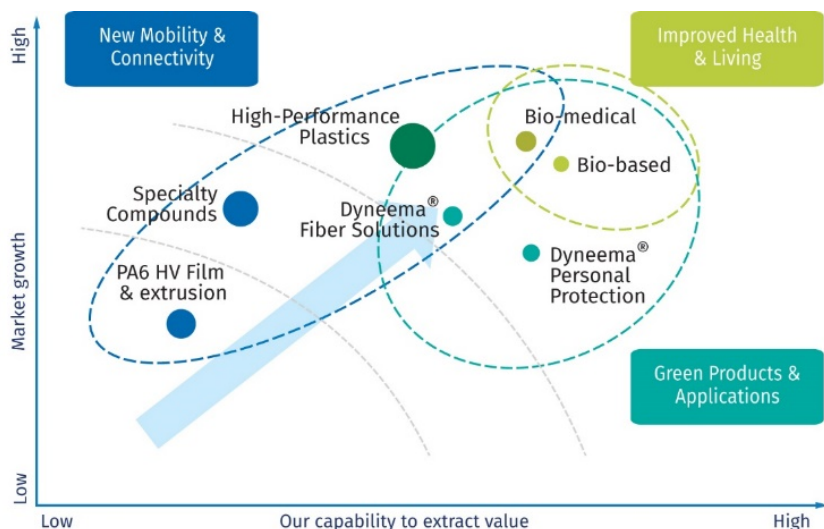 High
New Mobility &
Connectivity
Improved Health
& Living
High-Performance
Plastics
Bio-medical
Bio-based
Specialty
Compounds
Dyneema®
Fiber Solutions
Dyneema®
Personal
Protection
PA6 HV Film
& extrusion
Market growth
Green Products &
Applications
Low
Low
Our capability to extract value
High